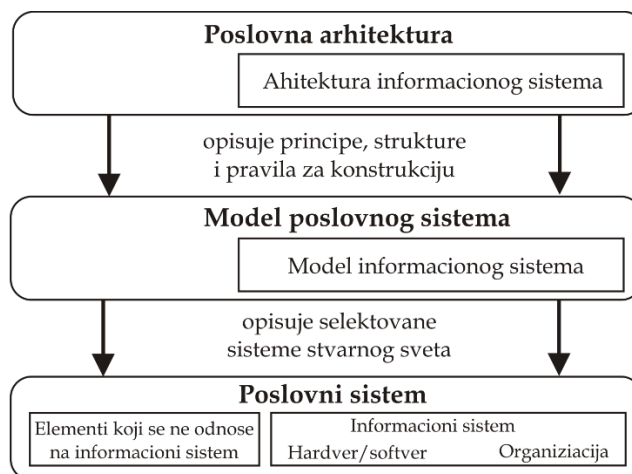 Poslovna arhitektura
Ahitektura informacionog sistema
opisuje principe, strukture
i pravila za konstrukciju
Model poslovnog sistema
Model informacionog sistema
opisuje selektovane
sisteme stvarnog sveta
Poslovni sistem
Elementi koji se ne odnose
na informacioni sistem
Informacioni sistem
Hardver/softver Organiziacija